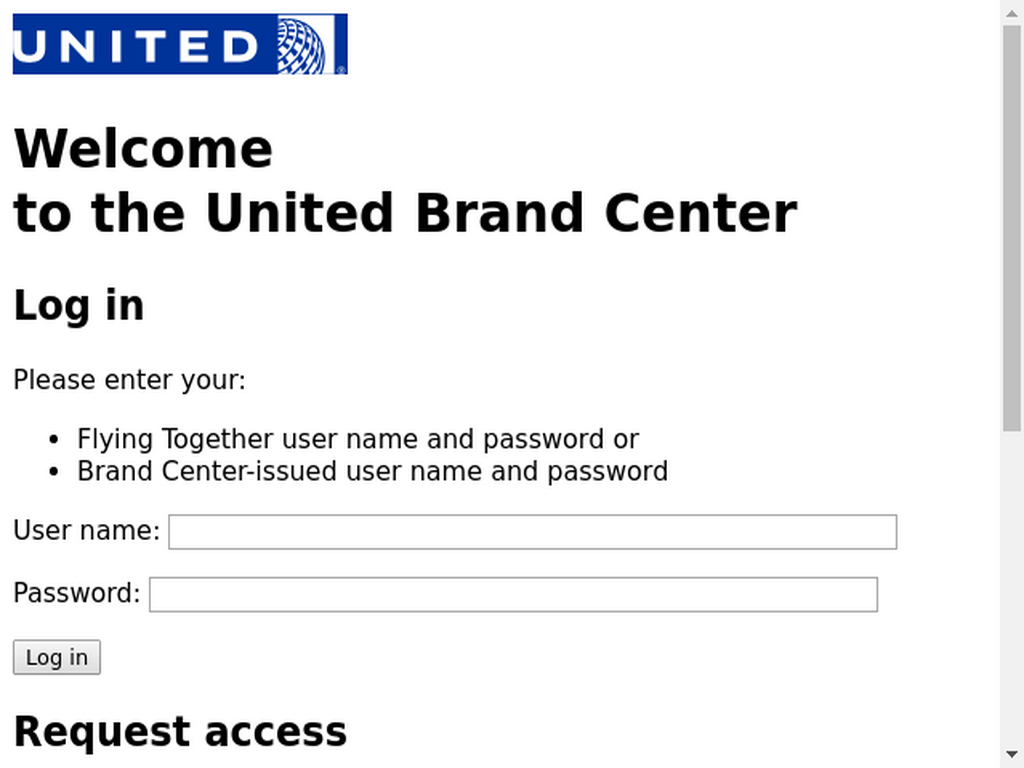 UNITED
Welcome
to the United Brand Center
Log in
Please enter your:
• Flying Together user name and password or
• Brand Center-issued user name and password
User name:
Password:
Log in
Request access